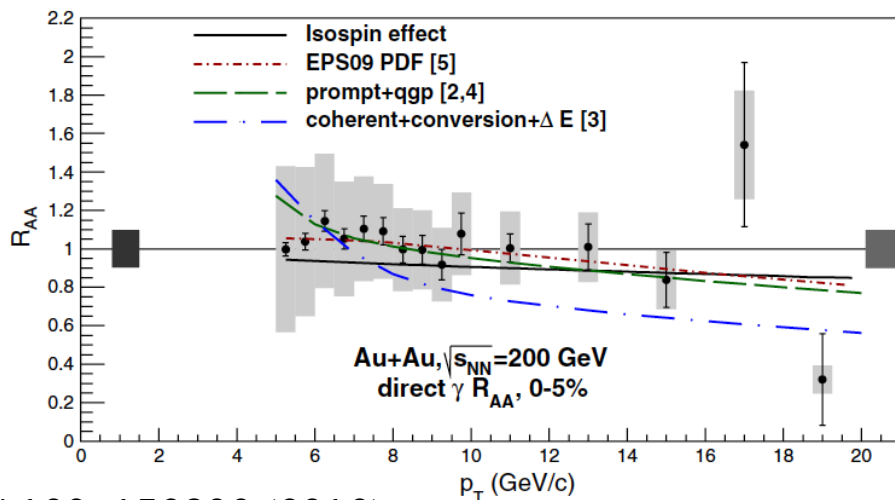 2.2
2
1.8
1.6
1.4
1.2
1
0.8
0.6
0.4
0.2
0
R_AA
Isospin effect
EPS09 PDF [5]
prompt+qgp [2,4]
coherent+conversion+Δ E [3]
Au+Au, √s_NN=200 GeV
direct γ R_AA, 0-5%
0 2 4 6 8 10 12 14 16 18 20
p_T (GeV/c)